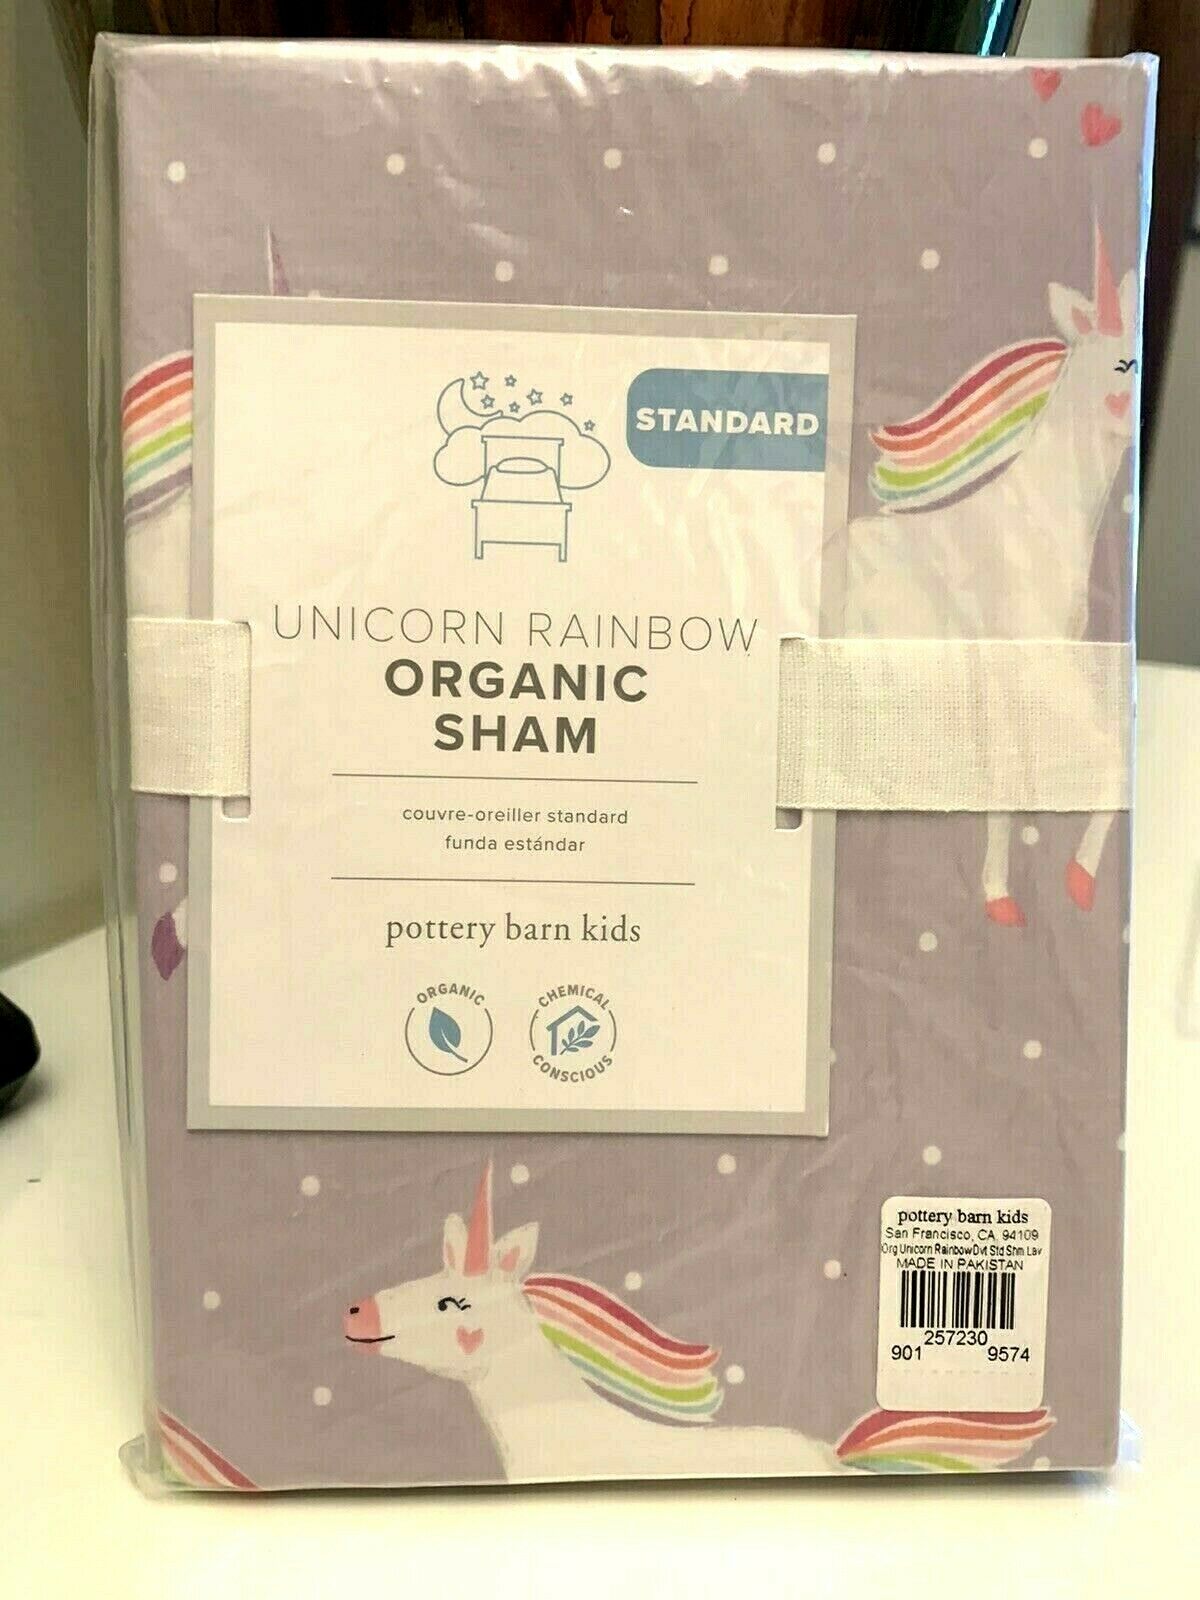 STANDARD
UNICORN RAINBOW
ORGANIC
SHAM
couvre-oreiller standard
funda estándar
pottery barn kids
ORGANIC
CHEMICAL
CONSCIOUS
pottery barn kids
San Francisco, CA, 94109
Org Unicorn RainbowDvt Std Shm Lav
MADE IN PAKISTAN
257230
901 9574